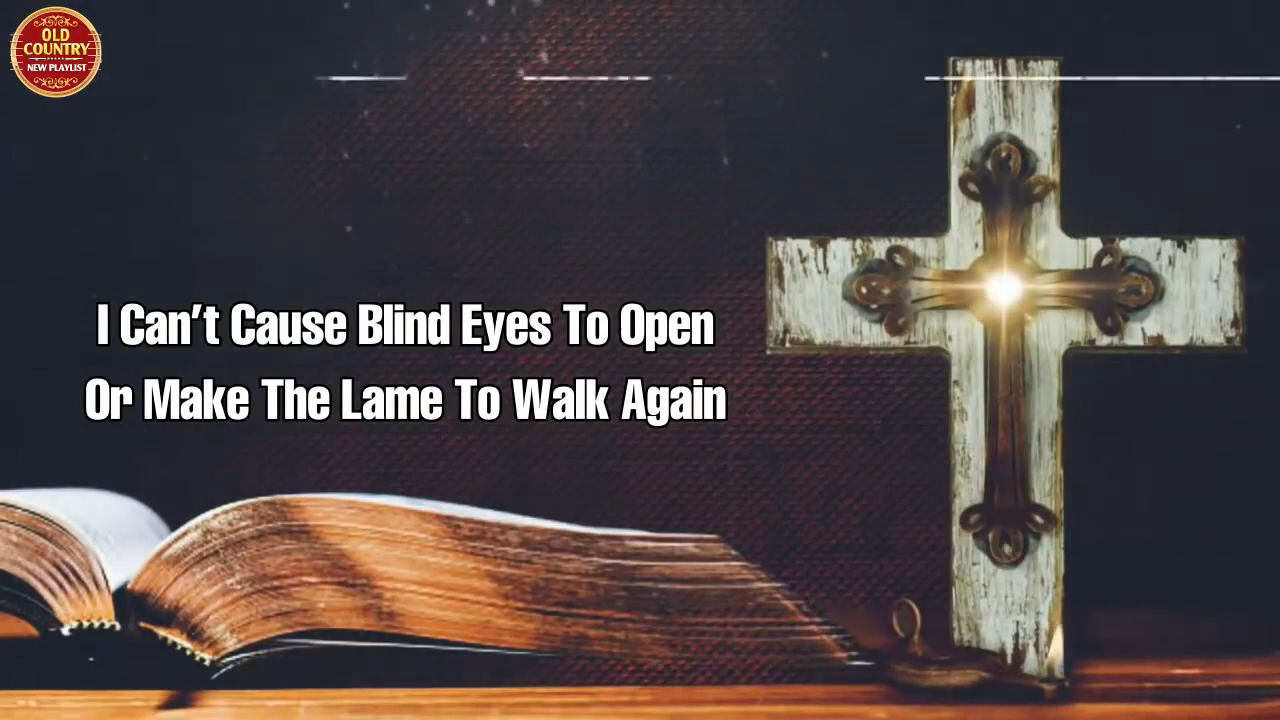 OLD
COUNTRY
NEW PLAYLIST
I Can't Cause Blind Eyes To Open
Or Make The Lame To Walk Again